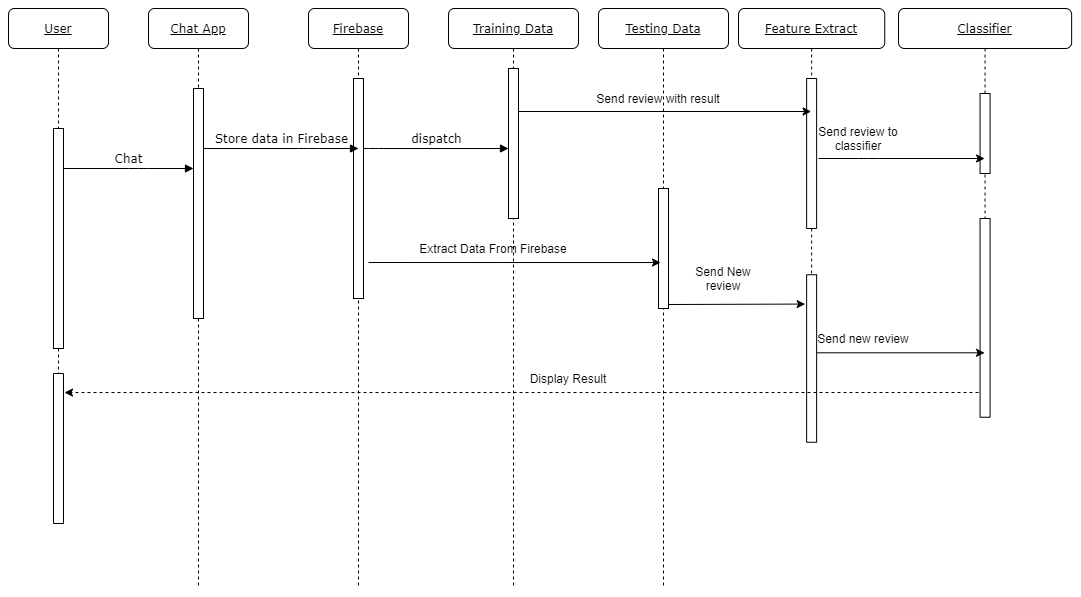 User
Chat App
Firebase
Training Data
Testing Data
Feature Extract
Classifier
Send review with result
Send review to
classifier
Store data in Firebase
dispatch
Chat
Extract Data From Firebase
Send New
review
Send new review
Display Result